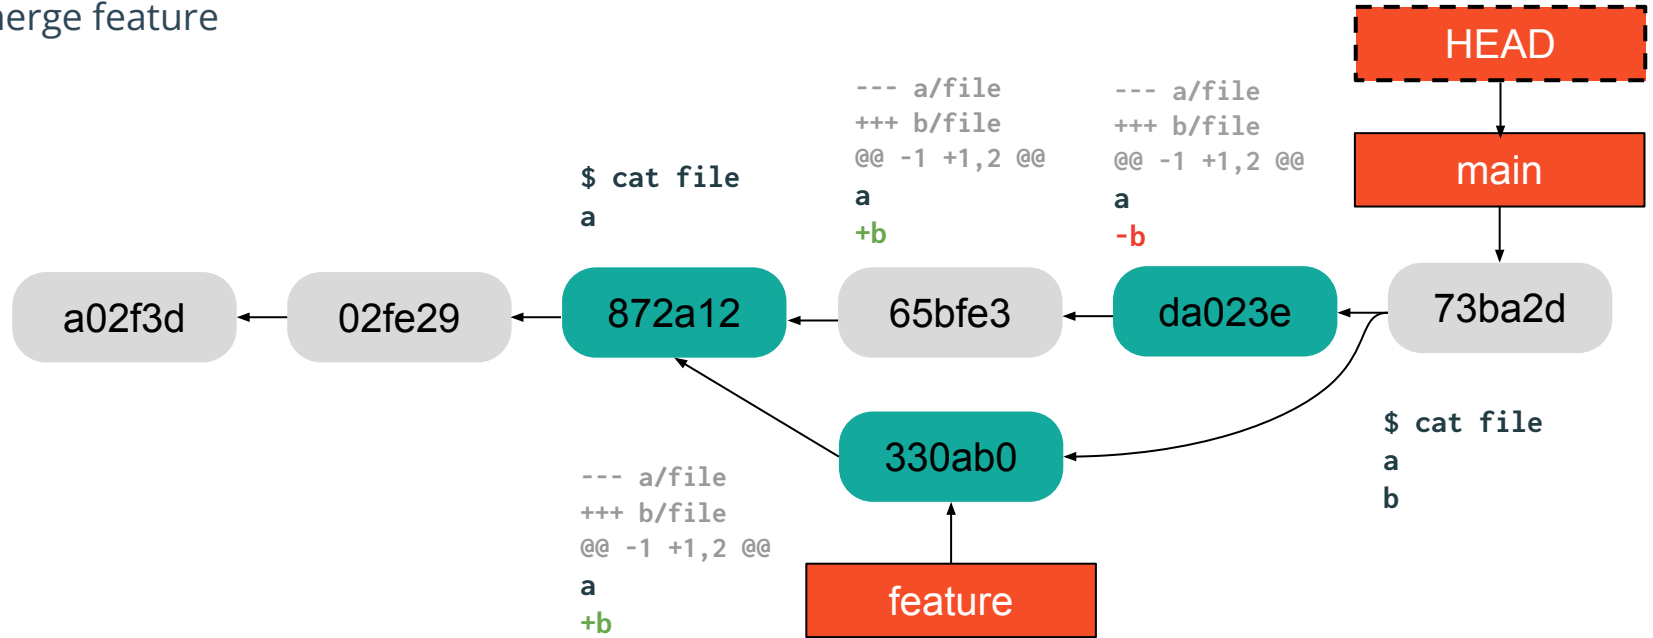 feature
HEAD
main
--- a/file
+++ b/file
@@ -1 +1,2 @@
a
+b
--- a/file
+++ b/file
@@ -1 +1,2 @@
a
-b
$ cat file
a
a02f3d
02fe29
872a12
65bfe3
da023e
73ba2d
330ab0
$ cat file
a
b
--- a/file
+++ b/file
@@ -1 +1,2 @@
a
+b
feature